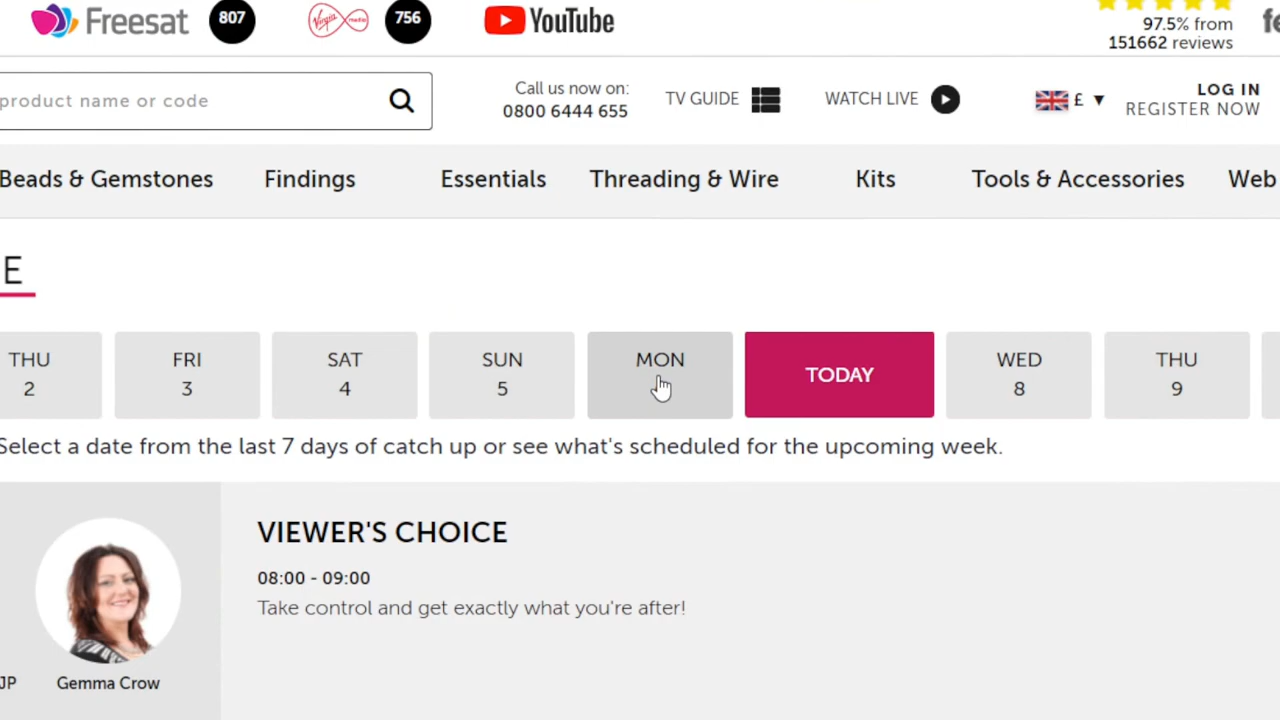 Freesat 807 Virgin media 756 YouTube
97.5% from
151662 reviews
product name or code
Call us now on:
0800 6444 655
TV GUIDE
WATCH LIVE
£ ▼
LOG IN
REGISTER NOW
Beads & Gemstones Findings Essentials Threading & Wire Kits Tools & Accessories Web
E
THU
2
FRI
3
SAT
4
SUN
5
MON
TODAY
WED
8
THU
9
Select a date from the last 7 days of catch up or see what's scheduled for the upcoming week.
VIEWER'S CHOICE
08:00 - 09:00
Take control and get exactly what you're after!
JP
Gemma Crow